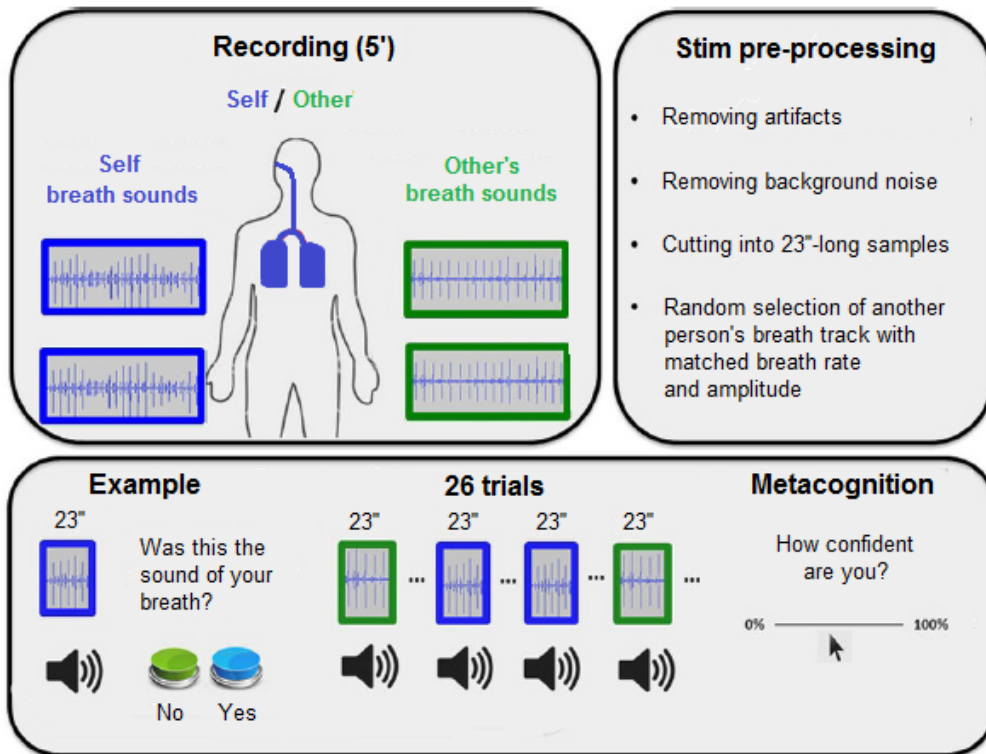 Recording (5')
Self / Other
Self
breath sounds
Other's
breath sounds
Stim pre-processing
• Removing artifacts
• Removing background noise
• Cutting into 23"-long samples
• Random selection of another
person's breath track with
matched breath rate
and amplitude
Example
23"
Was this the
sound of your
breath?
No Yes
26 trials
23" 23" 23" 23"
... ... ... ...
Metacognition
How confident
are you?
0% 100%